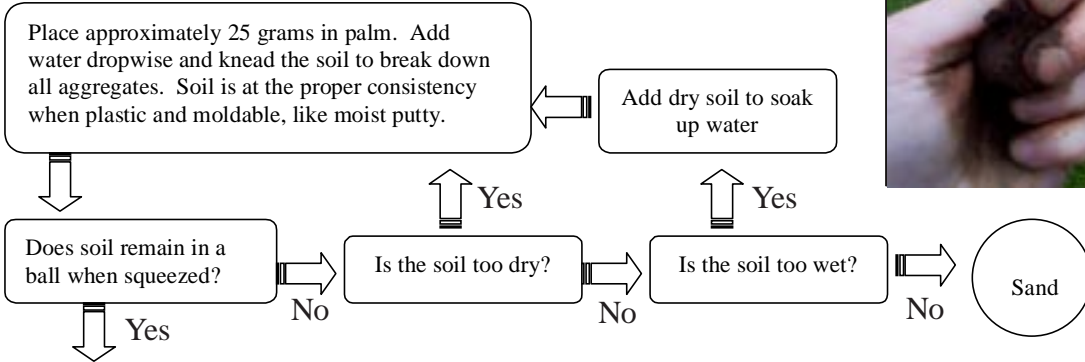 Place approximately 25 grams in palm. Add
water dropwise and knead the soil to break down
all aggregates. Soil is at the proper consistency
when plastic and moldable, like moist putty.
Add dry soil to soak
up water
Yes
Yes
Does soil remain in a
ball when squeezed?
No
Is the soil too dry?
No
Is the soil too wet?
No
Sand
Yes